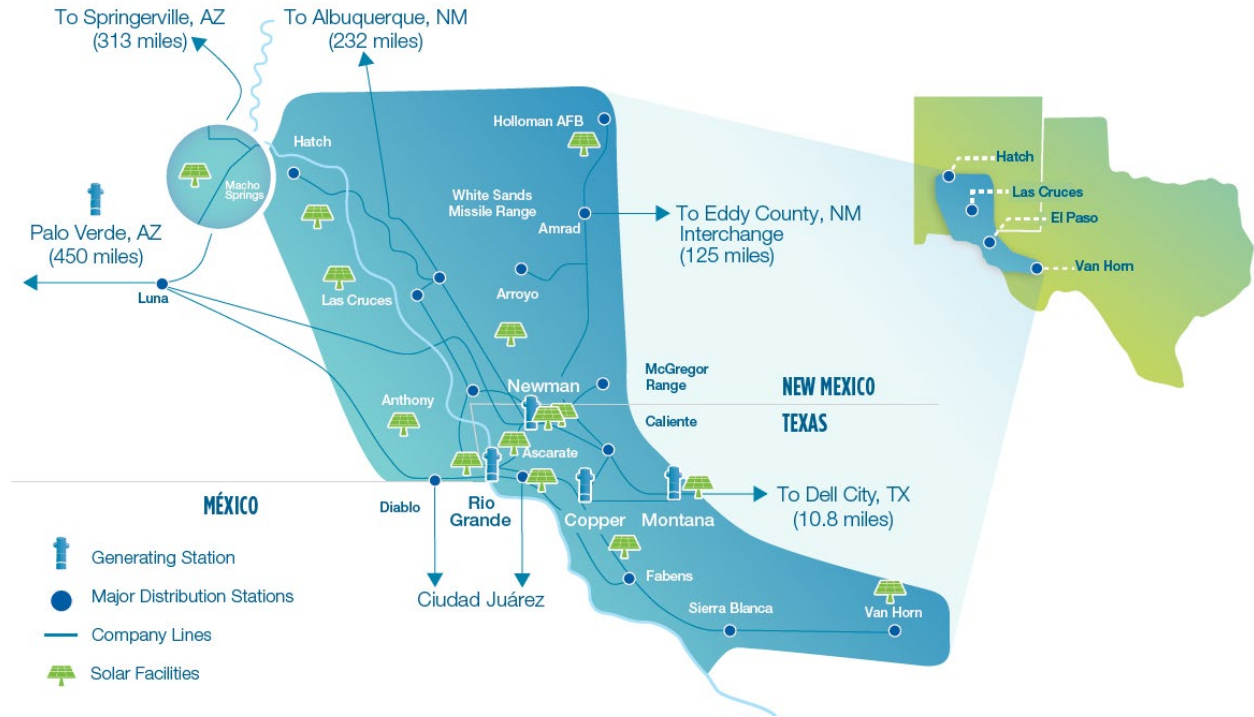 To Springerville, AZ
(313 miles)
To Albuquerque, NM
(232 miles)
Holloman AFB
Hatch
Macho
Springs
White Sands
Missile Range
Amrad
To Eddy County, NM
Interchange
(125 miles)
Palo Verde, AZ
(450 miles)
Luna
Las Cruces
Arroyo
Hatch
Las Cruces
El Paso
Van Horn
McGregor
Range
NEW MEXICO
Newman
Anthony
Caliente
TEXAS
Ascarate
MÉXICO
Diablo
Rio
Grande
Copper
Montana
To Dell City, TX
(10.8 miles)
Ciudad Juárez
Fabens
Sierra Blanca
Van Horn
Generating Station
Major Distribution Stations
Company Lines
Solar Facilities